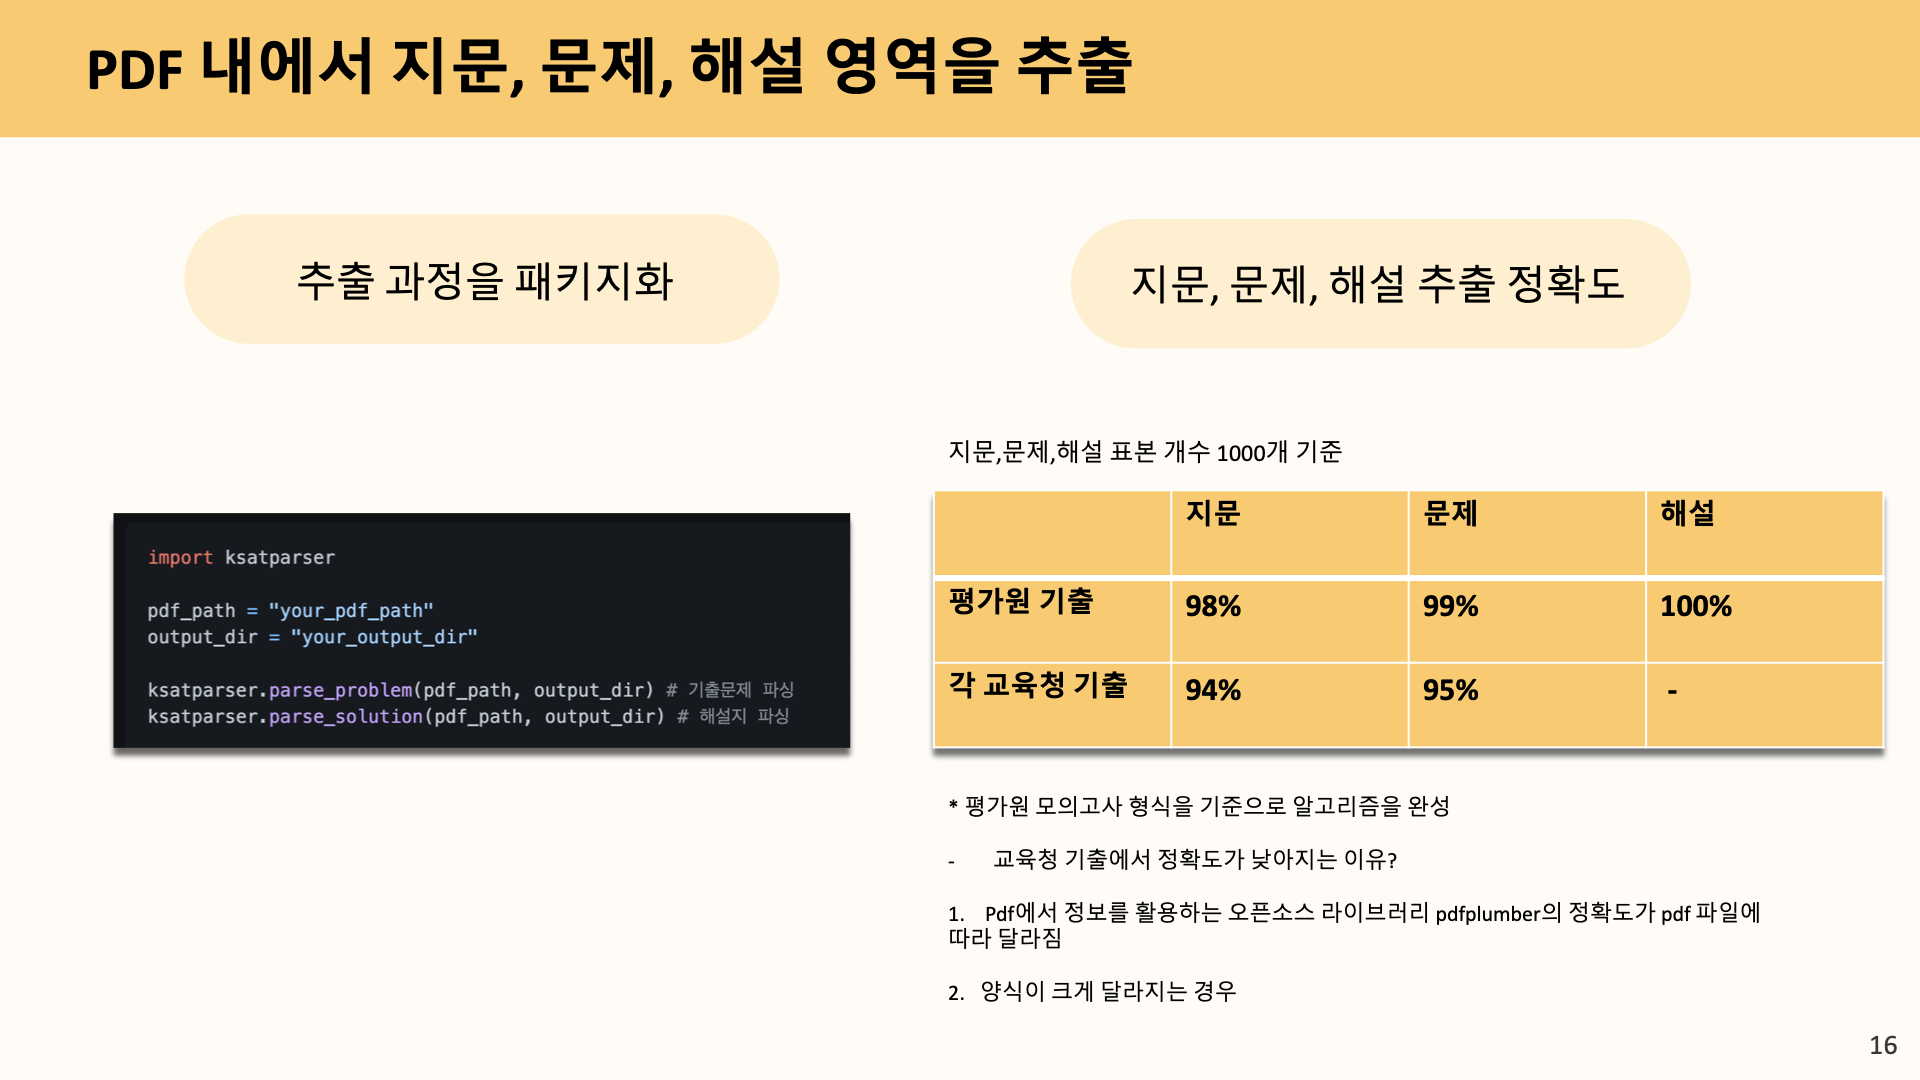 PDF 내에서 지문, 문제, 해설 영역을 추출
추출 과정을 패키지화
import ksatparser
pdf_path = "your_pdf_path"
output_dir = "your_output_dir"
ksatparser.parse_problem(pdf_path, output_dir) # 기출문제 파싱
ksatparser.parse_solution(pdf_path, output_dir) # 해설지 파싱
지문, 문제, 해설 추출 정확도
지문,문제,해설 표본 개수 1000개 기준
지문 문제 해설
평가원 기출 98% 99% 100%
각 교육청 기출 94% 95% -
* 평가원 모의고사 형식을 기준으로 알고리즘을 완성
- 교육청 기출에서 정확도가 낮아지는 이유?
1. Pdf에서 정보를 활용하는 오픈소스 라이브러리 pdfplumber의 정확도가 pdf 파일에
따라 달라짐
2. 양식이 크게 달라지는 경우
16